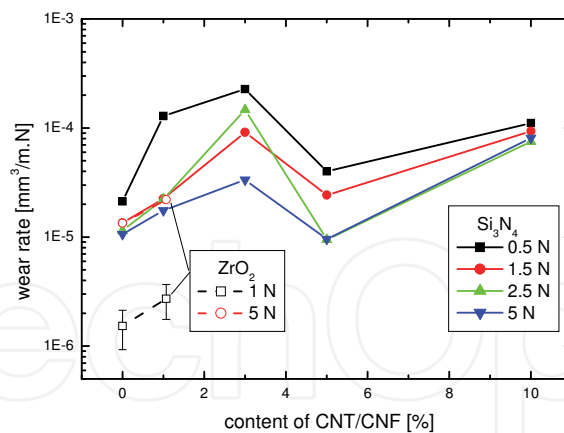 1E-3
1E-4
1E-5
1E-6
wear rate [mm³/m.N]
ZrO₂
1 N
5 N
Si₃N₄
0.5 N
1.5 N
2.5 N
5 N
0 2 4 6 8 10
content of CNT/CNF [%]